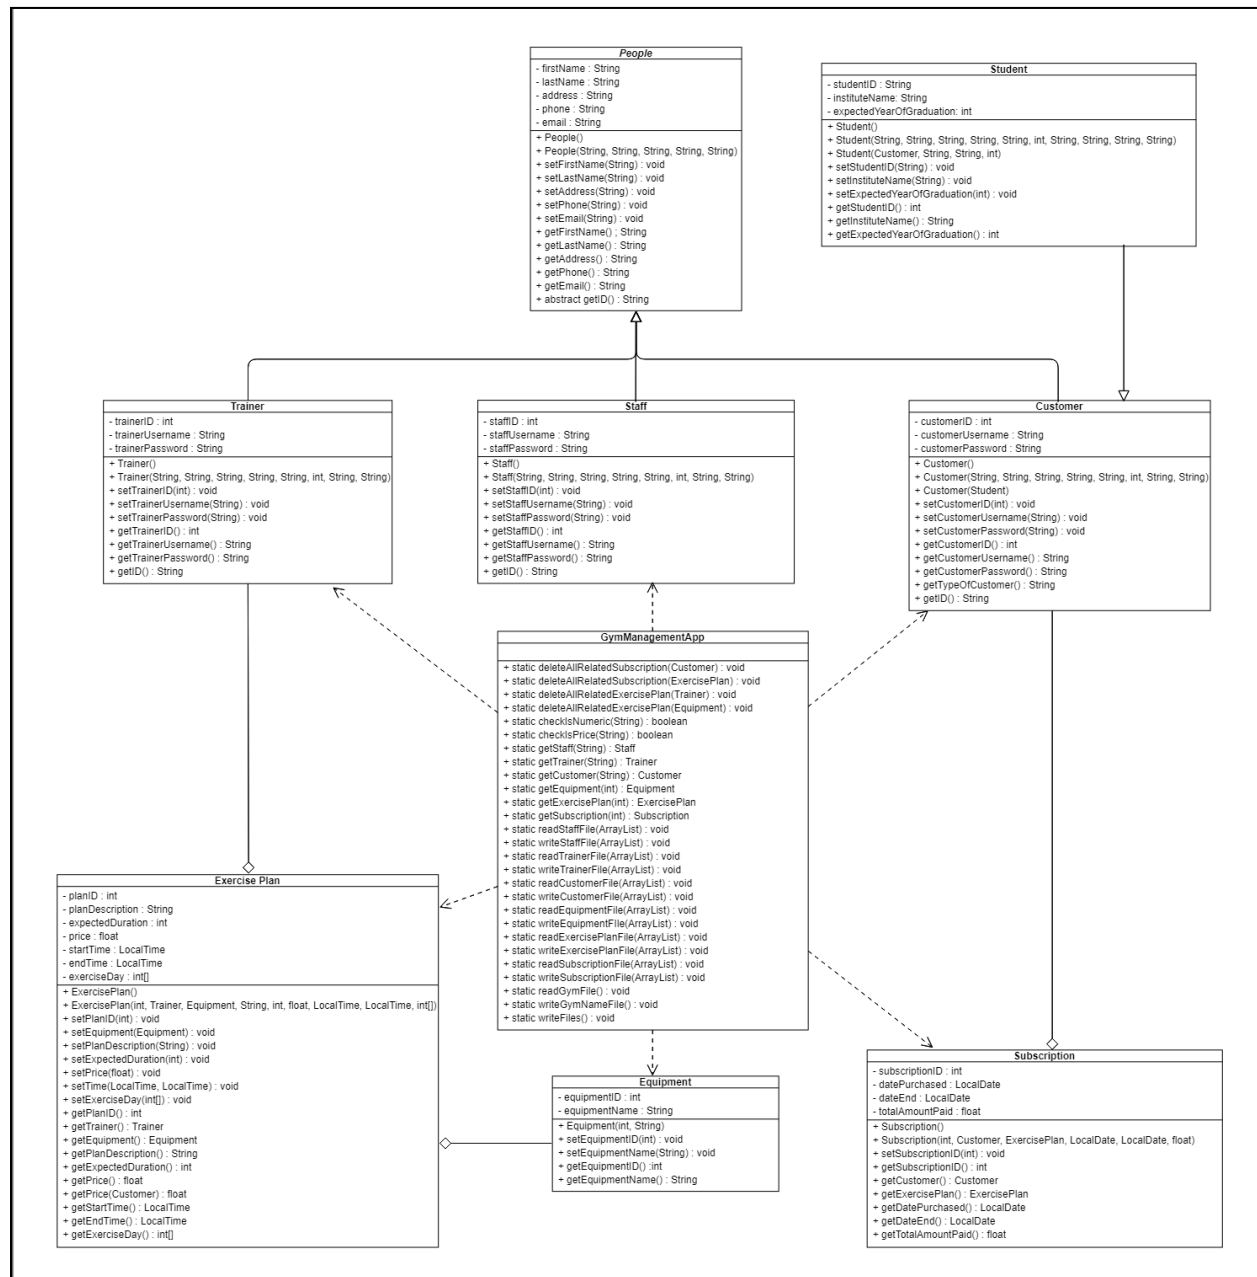 People
- firstName : String
- lastName : String
- address : String
- phone : String
- email : String
+ People()
+ People(String, String, String, String, String)
+ setFirstName(String) : void
+ setLastName(String) : void
+ setAddress(String) : void
+ setPhone(String) : void
+ setEmail(String) : void
+ getFirstName() ; String
+ getLastName() : String
+ getAddress() : String
+ getPhone() : String
+ getEmail() : String
+ abstract getID() : String
Student
- studentID : String
- instituteName: String
- expectedYearOfGraduation: int
+ Student()
+ Student(String, String, String, String, String, int, String, String, String, String)
+ Student(Customer, String, String, int)
+ setStudentID(String) : void
+ setInstituteName(String) : void
+ setExpectedYearOfGraduation(int) : void
+ getStudentID() : int
+ getInstituteName() : String
+ getExpectedYearOfGraduation() : int
Trainer
- trainerID : int
- trainerUsername : String
- trainerPassword : String
+ Trainer()
+ Trainer(String, String, String, String, String, int, String, String)
+ setTrainerID(int) : void
+ setTrainerUsername(String) : void
+ setTrainerPassword(String) : void
+ getTrainerID() : int
+ getTrainerUsername() : String
+ getTrainerPassword() : String
+ getID() : String
Staff
- staffID : int
- staffUsername : String
- staffPassword : String
+ Staff()
+ Staff(String, String, String, String, String, int, String, String)
+ setStaffID(int) : void
+ setStaffUsername(String) : void
+ setStaffPassword(String) : void
+ getStaffID() : int
+ getStaffUsername() : String
+ getStaffPassword() : String
+ getID() : String
Customer
- customerID : int
- customerUsername : String
- customerPassword : String
+ Customer()
+ Customer(String, String, String, String, String, int, String, String)
+ Customer(Student)
+ setCustomerID(int) : void
+ setCustomerUsername(String) : void
+ setCustomerPassword(String) : void
+ getCustomerID() : int
+ getCustomerUsername() : String
+ getCustomerPassword() : String
+ getTypeOfCustomer() : String
+ getID() : String
GymManagementApp
+ static deleteAllRelatedSubscription(Customer) : void
+ static deleteAllRelatedSubscription(ExercisePlan) : void
+ static deleteAllRelatedExercisePlan(Trainer) : void
+ static deleteAllRelatedExercisePlan(Equipment) : void
+ static checkIsNumeric(String) : boolean
+ static checkIsPrice(String) : boolean
+ static getStaff(String) : Staff
+ static getTrainer(String) : Trainer
+ static getCustomer(String) : Customer
+ static getEquipment(int) : Equipment
+ static getExercisePlan(int) : ExercisePlan
+ static getSubscription(int) : Subscription
+ static readStaffFile(ArrayList) : void
+ static writeStaffFile(ArrayList) : void
+ static readTrainerFile(ArrayList) : void
+ static writeTrainerFile(ArrayList) : void
+ static readCustomerFile(ArrayList) : void
+ static writeCustomerFile(ArrayList) : void
+ static readEquipmentFile(ArrayList) : void
+ static writeEquipmentFIle(ArrayList) : void
+ static readExercisePlanFile(ArrayList) : void
+ static writeExercisePlanFile(ArrayList) : void
+ static readSubscriptionFile(ArrayList) : void
+ static writeSubscriptionFile(ArrayList) : void
+ static readGymFile() : void
+ static writeGymNameFile() : void
+ static writeFiles() : void
Exercise Plan
- planID : int
- planDescription : String
- expectedDuration : int
- price : float
- startTime : LocalTime
- endTime : LocalTime
- exerciseDay : int[]
+ ExercisePlan()
+ ExercisePlan(int, Trainer, Equipment, String, int, float, LocalTime, LocalTime, int[])
+ setPlanID(int) : void
+ setEquipment(Equipment) : void
+ setPlanDescription(String) : void
+ setExpectedDuration(int) : void
+ setPrice(float) : void
+ setTime(LocalTime, LocalTime) : void
+ setExerciseDay(int[]) : void
+ getPlanID() : int
+ getTrainer() : Trainer
+ getEquipment() : Equipment
+ getPlanDescription() : String
+ getExpectedDuration() : int
+ getPrice() : float
+ getPrice(Customer) : float
+ getStartTime() : LocalTime
+ getEndTime() : LocalTime
+ getExerciseDay() : int[]
Equipment
- equipmentID : int
- equipmentName : String
+ Equipment(int, String)
+ setEquipmentID(int) : void
+ setEquipmentName(String) : void
+ getEquipmentID() :int
+ getEquipmentName() : String
Subscription
- subscriptionID : int
- datePurchased : LocalDate
- dateEnd : LocalDate
- totalAmountPaid : float
+ Subscription()
+ Subscription(int, Customer, ExercisePlan, LocalDate, LocalDate, float)
+ setSubscriptionID(int) : void
+ getSubscriptionID() : int
+ getCustomer() : Customer
+ getExercisePlan() : ExercisePlan
+ getDatePurchased() : LocalDate
+ getDateEnd() : LocalDate
+ getTotalAmountPaid() : float